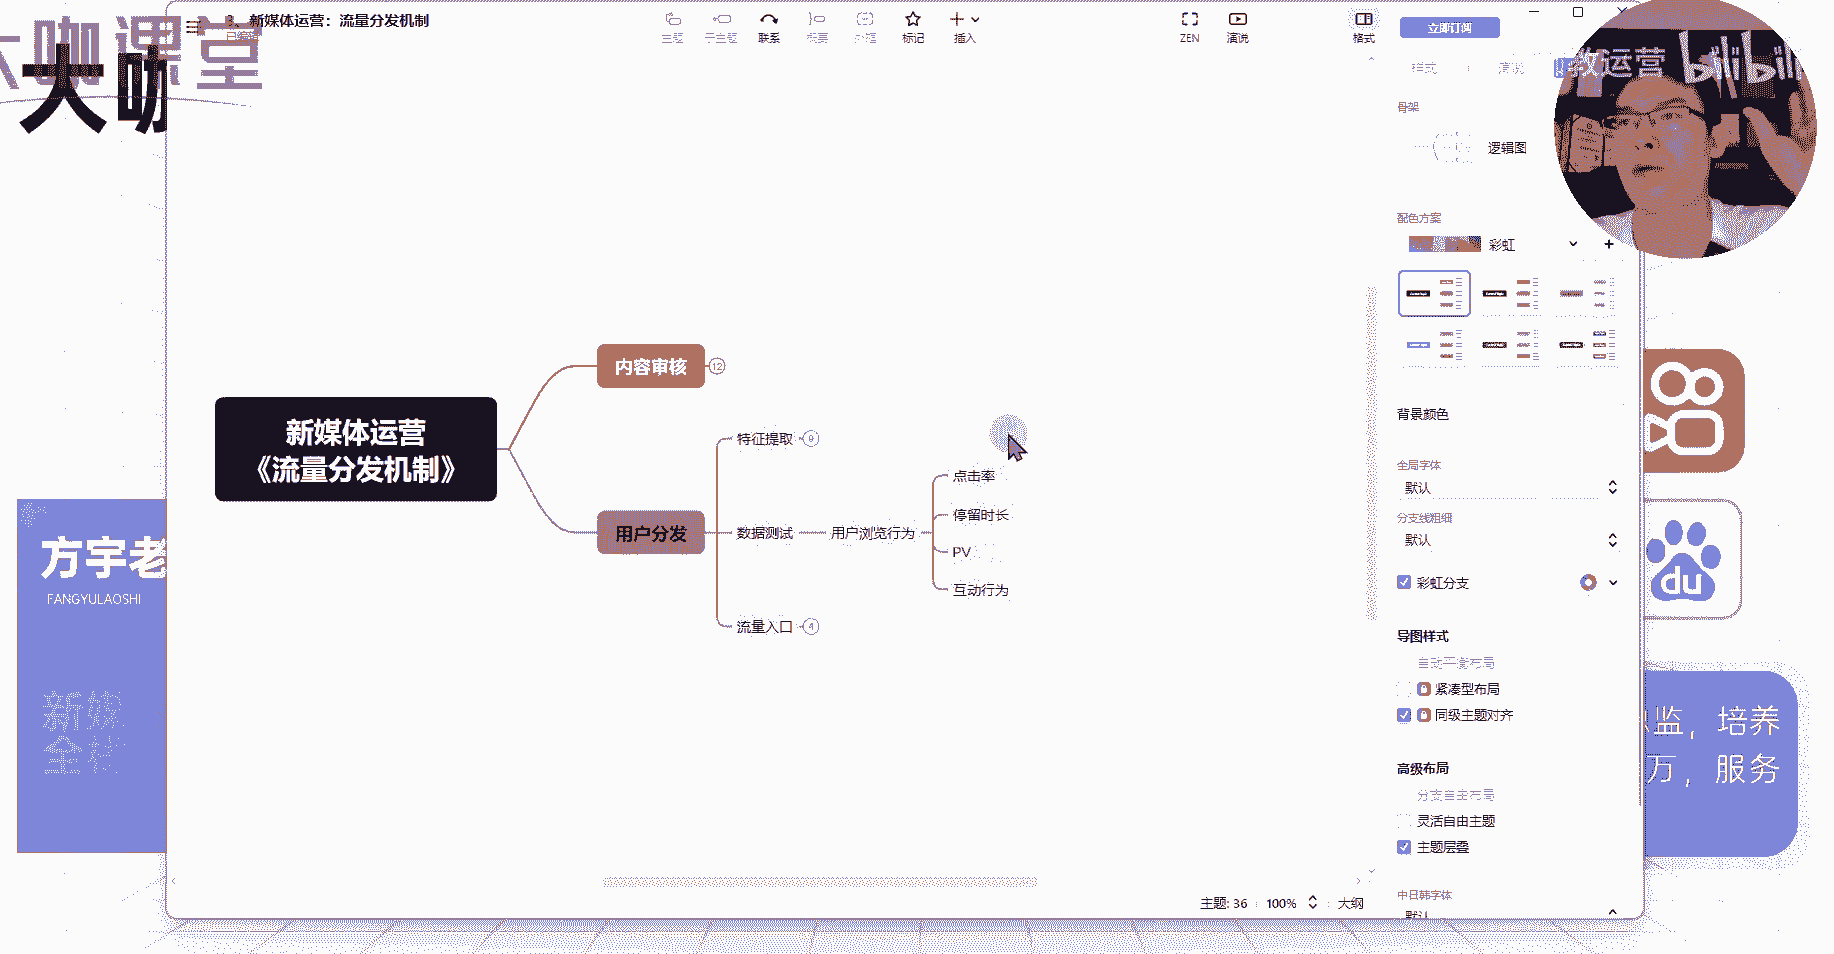 大咖课堂
大咖
3、新媒体运营：流量分发机制
已编辑
主题
子主题
联系
概要
外框
标记
插入
ZEN
演说
格式
立即订阅
样式
演说
教运营
bilibili
骨架
逻辑图
配色方案
彩虹
背景颜色
全局字体
默认
分支线粗细
默认
彩虹分支
导图样式
自动平衡布局
紧凑型布局
同级主题对齐
高级布局
分支自由布局
灵活自由主题
主题层叠
中日韩字体
默认
新媒体运营
《流量分发机制》
内容审核
12
用户分发
特征提取
9
数据测试
用户浏览行为
点击率
停留时长
PV
互动行为
流量入口
4
方宇老
FANGYULAOSHI
新媒
全栈
du
监，培养
万，服务
主题: 36
100%
大纲